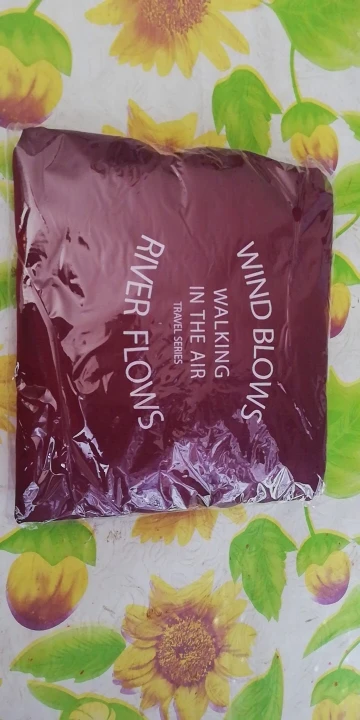 WIND BLOWS
WALKING
IN THE AIR
TRAVEL SERIES
RIVER FLOWS